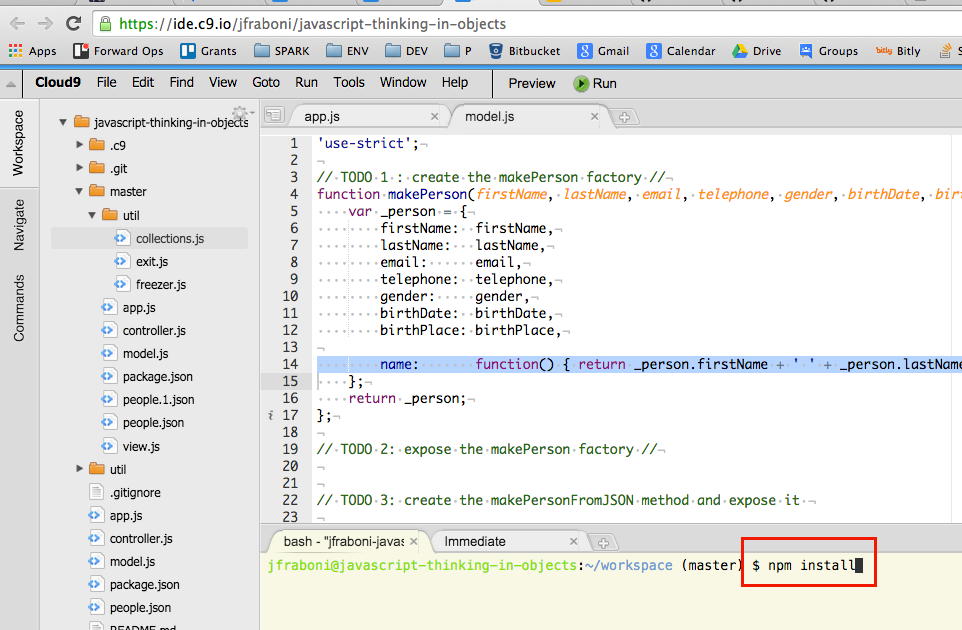 https://ide.c9.io/jfraboni/javascript-thinking-in-objects
Apps Forward Ops Grants SPARK ENV DEV P Bitbucket Gmail Calendar Drive Groups bitly Bitly
Cloud9 File Edit Find View Goto Run Tools Window Help Preview Run
Workspace
Navigate
Commands
javascript-thinking-in-objects
.c9
.git
master
util
collections.js
exit.js
freezer.js
app.js
controller.js
model.js
package.json
people.1.json
people.json
view.js
util
.gitignore
app.js
controller.js
model.js
package.json
people.json
README.md
app.js model.js
1 'use-strict';
2
3 // TODO 1 : create the makePerson factory //
4 function makePerson(firstName, lastName, email, telephone, gender, birthDate, bir
5 var _person = {
6 firstName: firstName,
7 lastName: lastName,
8 email: email,
9 telephone: telephone,
10 gender: gender,
11 birthDate: birthDate,
12 birthPlace: birthPlace,
13
14 name: function() { return _person.firstName + ' ' + _person.lastName
15 };
16 return _person;
17 };
18
19 // TODO 2: expose the makePerson factory //
20
21
22 // TODO 3: create the makePersonFromJSON method and expose it
23
bash - "jfraboni-javas Immediate
jfraboni@javascript-thinking-in-objects:~/workspace (master) $ npm install